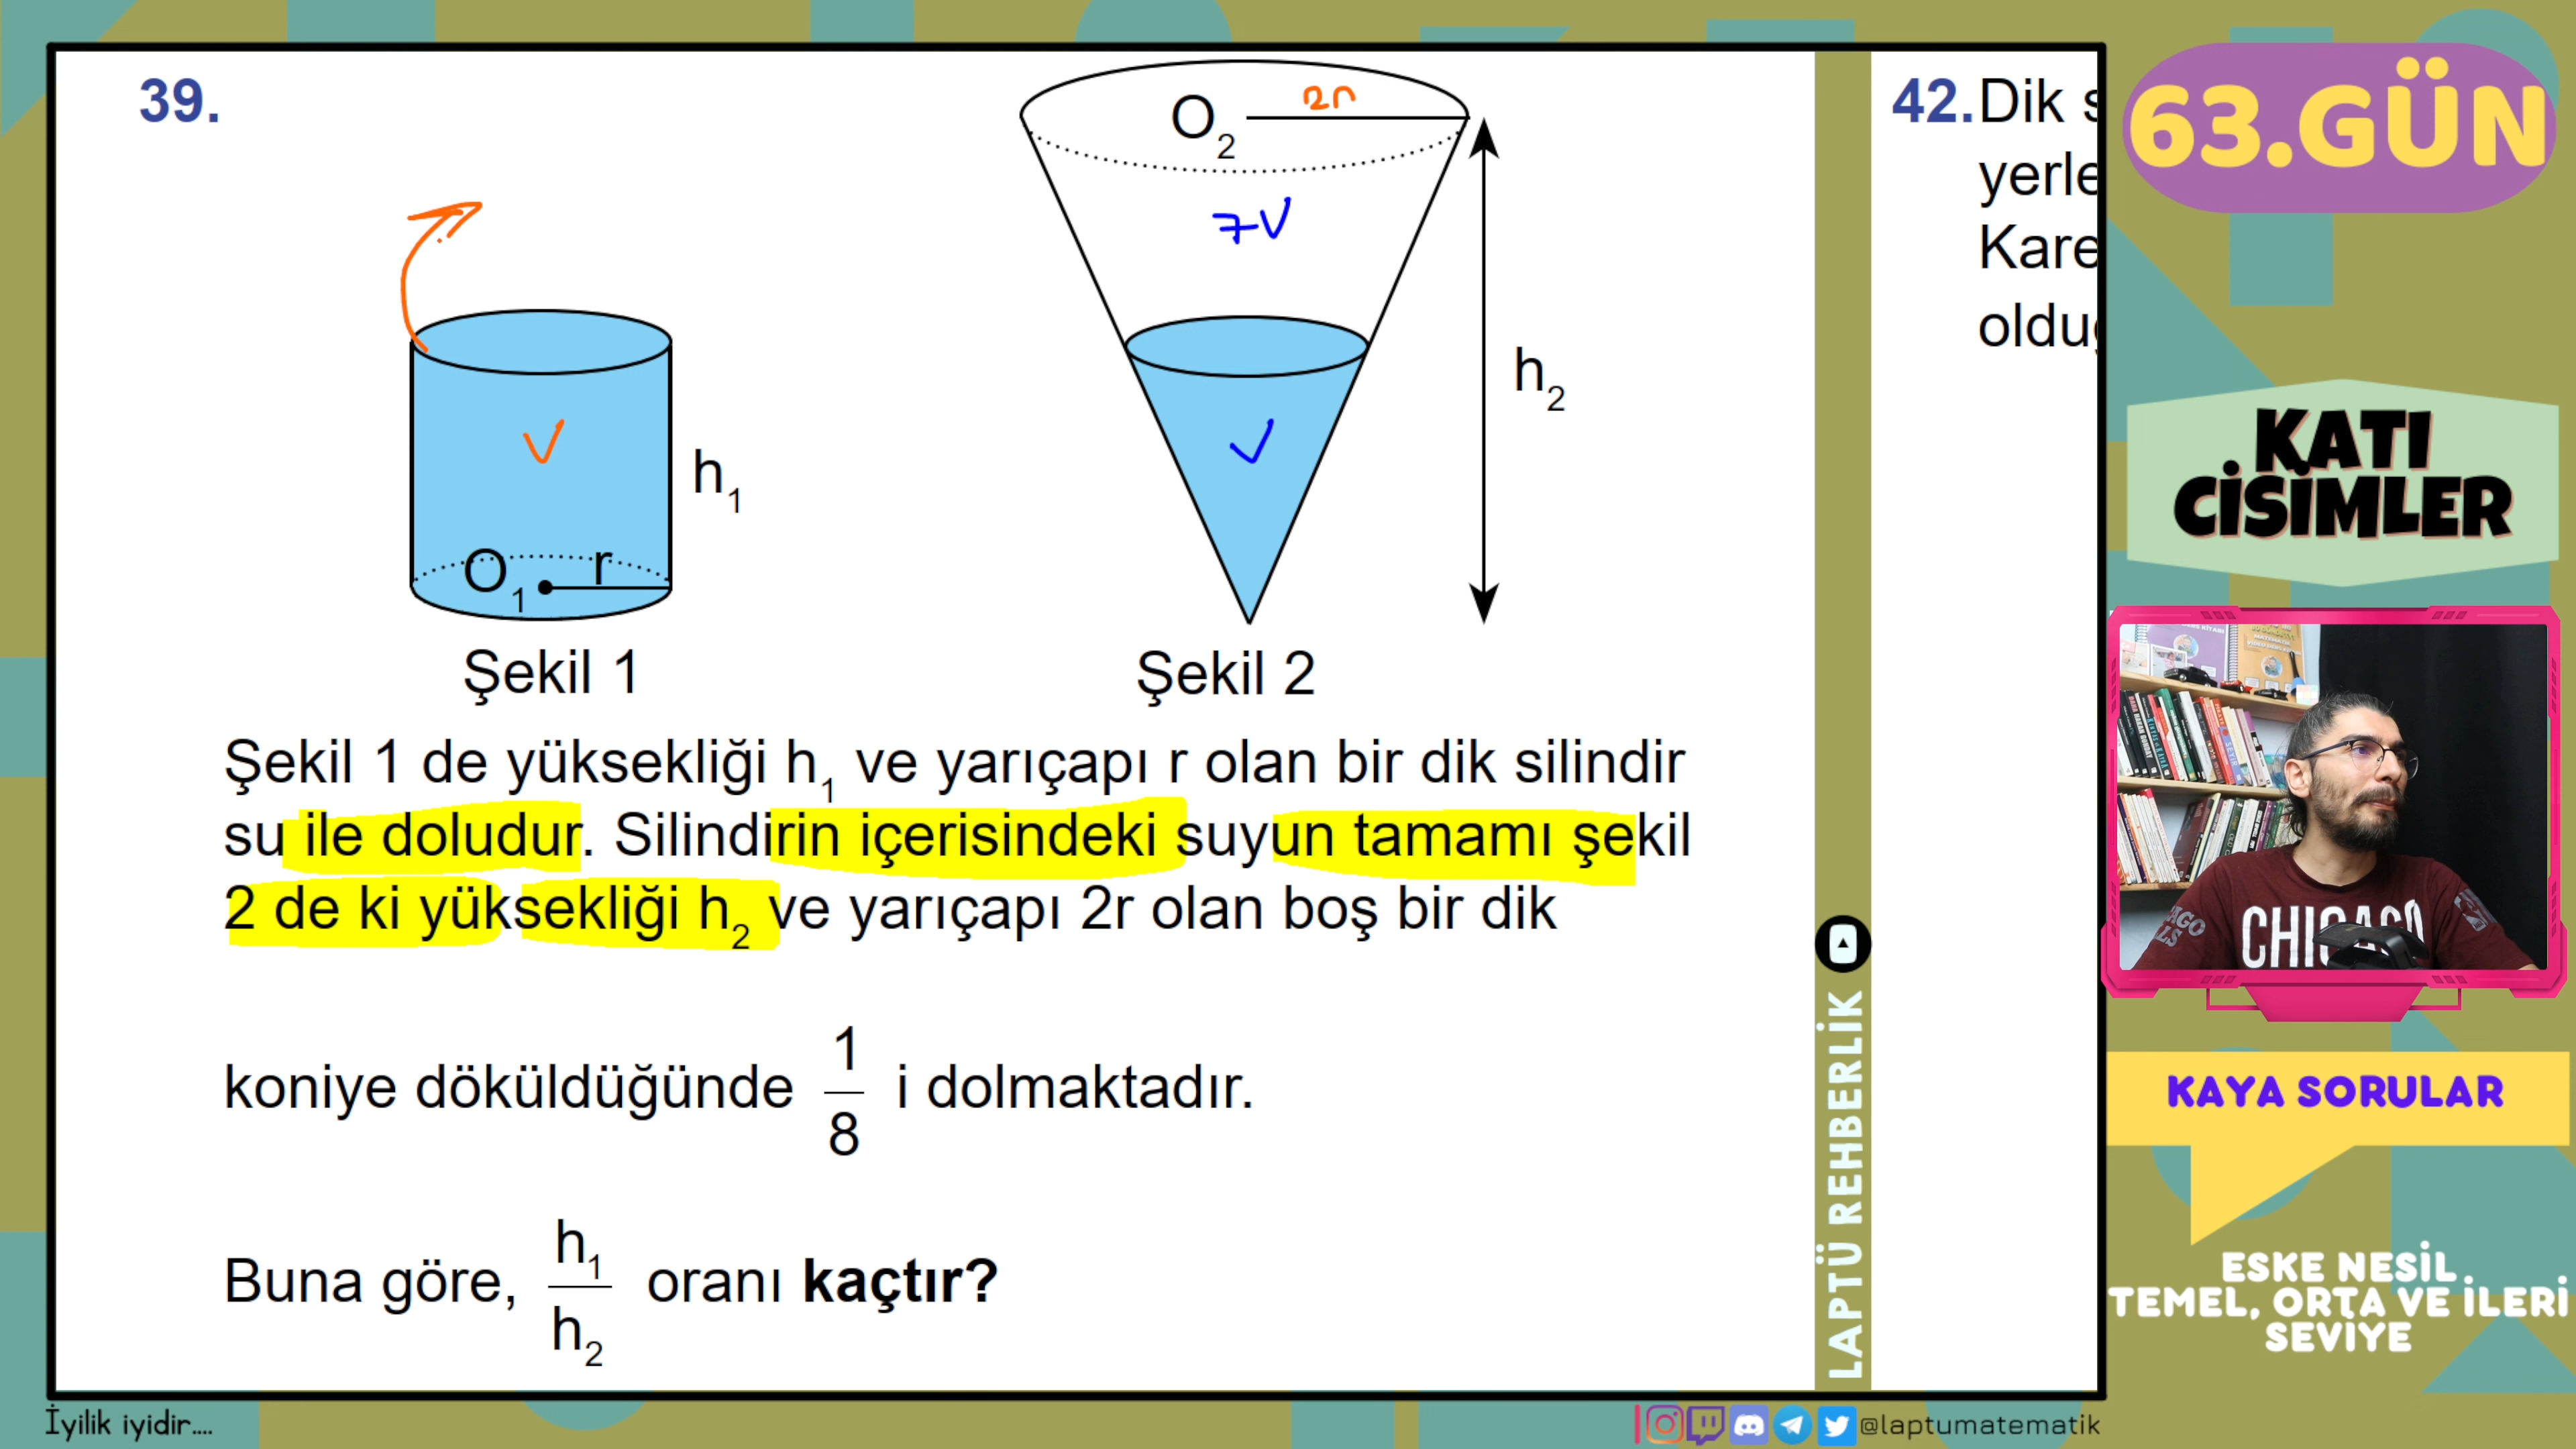 39.
O2 2r
7V
h2
V
V
h1
O1 r
Şekil 1
Şekil 2
Şekil 1 de yüksekliği h1 ve yarıçapı r olan bir dik silindir
su ile doludur. Silindirin içerisindeki suyun tamamı şekil
2 de ki yüksekliği h2 ve yarıçapı 2r olan boş bir dik
koniye döküldüğünde 1/8 i dolmaktadır.
Buna göre, h1/h2 oranı kaçtır?
LAPTÜ REHBERLİK
42. Dik s
yerle
Kare
olduğ
63.GÜN
KATI
CİSİMLER
CHICAGO
KAYA SORULAR
ESKE NESİL
TEMEL, ORTA VE İLERİ
SEVİYE
İyilik iyidir....
@laptumatematik